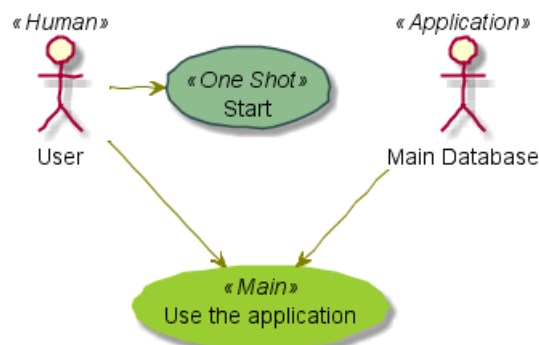 «Human»
«Application»
«One Shot»
Start
User
Main Database
«Main»
Use the application